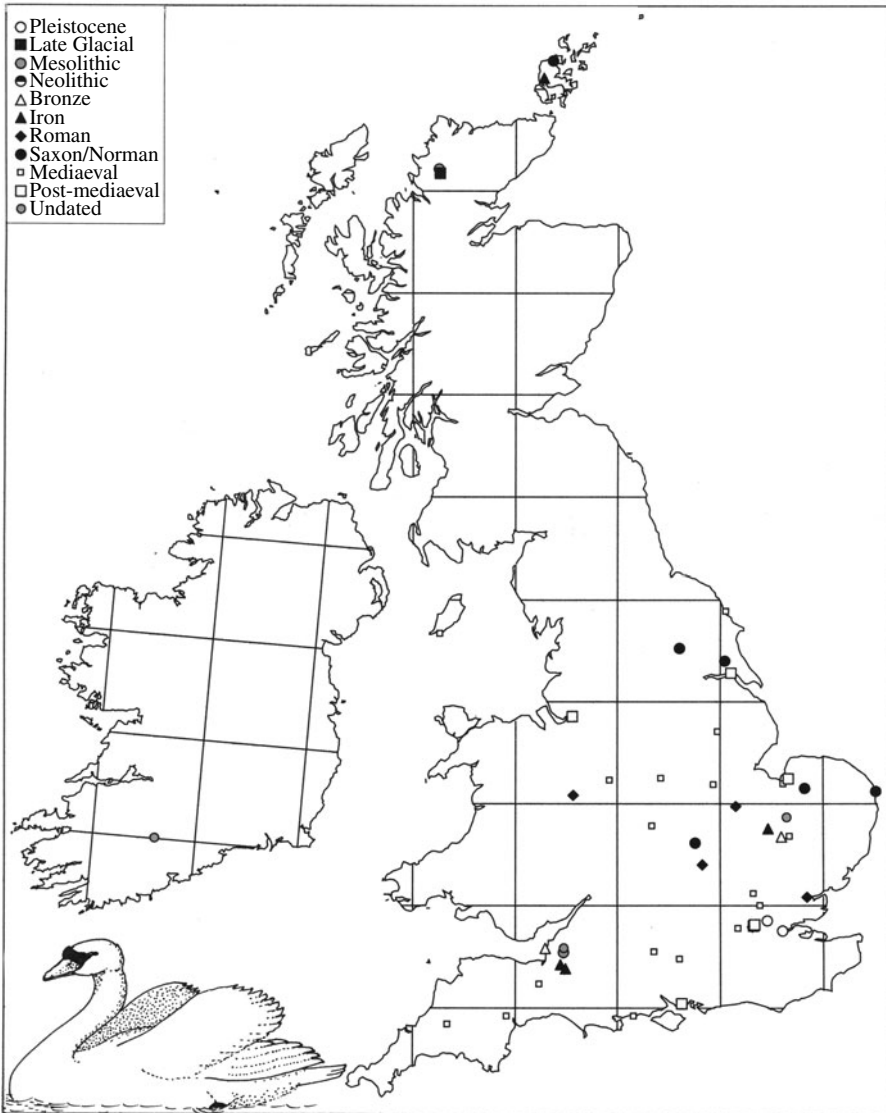 Pleistocene
Late Glacial
Mesolithic
Neolithic
Bronze
Iron
Roman
Saxon/Norman
Mediaeval
Post-mediaeval
Undated